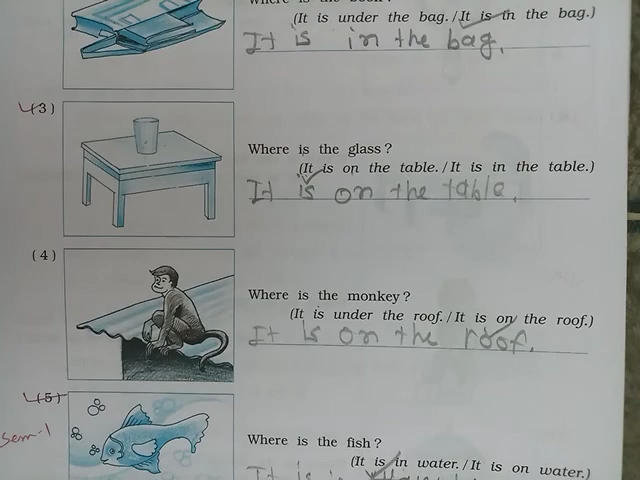 (It is under the bag./It is in the bag.)
It is in the bag.
(3)
Where is the glass?
(It is on the table./It is in the table.)
It is on the table.
(4)
Where is the monkey?
(It is under the roof./It is on the roof.)
It is on the roof.
(5)
Sem-1
Where is the fish?
(It is in water./It is on water.)
It is in